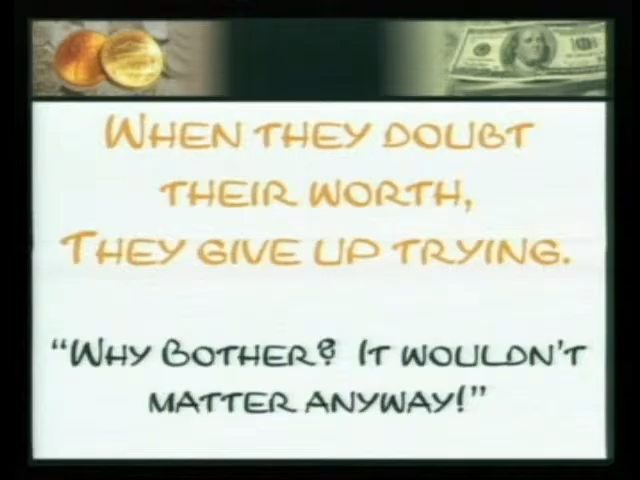 When they doubt
their worth,
They give up trying.
“Why Bother? It wouldn't
matter anyway!”